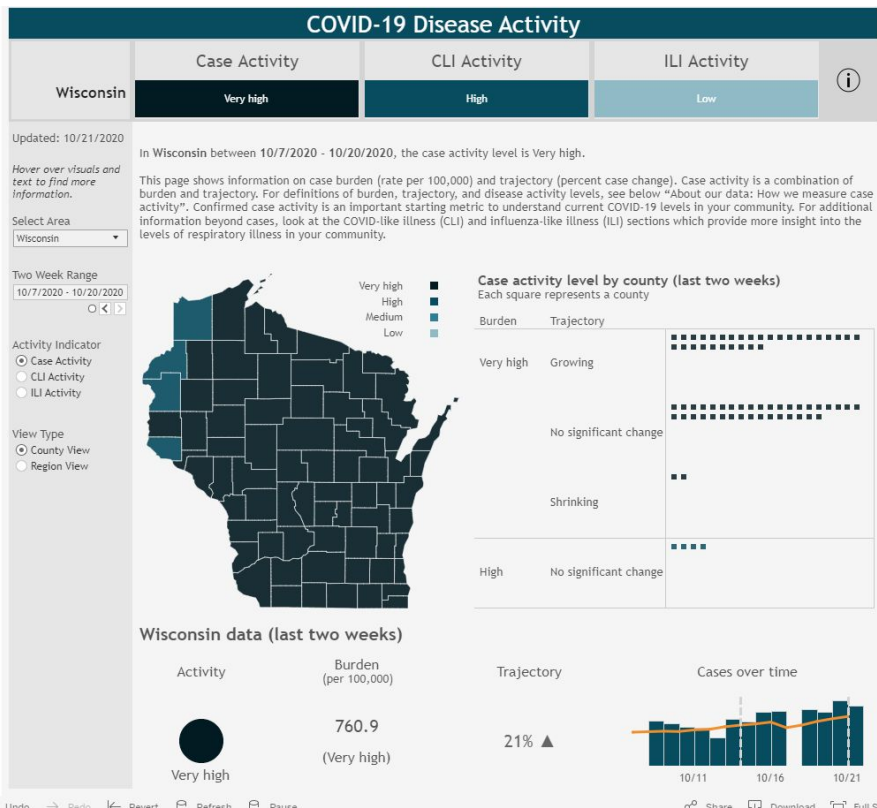 COVID-19 Disease Activity
Wisconsin
Case Activity
CLI Activity
ILI Activity
Very high
High
Low
i
Updated: 10/21/2020
Hover over visuals and
text to find more
information.
Select Area
Wisconsin
Two Week Range
10/7/2020 - 10/20/2020
Activity Indicator
Case Activity
CLI Activity
ILI Activity
View Type
County View
Region View
In Wisconsin between 10/7/2020 - 10/20/2020, the case activity level is Very high.
This page shows information on case burden (rate per 100,000) and trajectory (percent case change). Case activity is a combination of
burden and trajectory. For definitions of burden, trajectory, and disease activity levels, see below "About our data: How we measure case
activity". Confirmed case activity is an important starting metric to understand current COVID-19 levels in your community. For additional
information beyond cases, look at the COVID-like illness (CLI) and influenza-like illness (ILI) sections which provide more insight into the
levels of respiratory illness in your community.
Very high
High
Medium
Low
Case activity level by county (last two weeks)
Each square represents a county
Burden Trajectory
Very high Growing
No significant change
Shrinking
High No significant change
Wisconsin data (last two weeks)
Activity
Very high
Burden
(per 100,000)
760.9
(Very high)
Trajectory
21% ▲
Cases over time
10/11 10/16 10/21
Undo Redo Revert Refresh Pause Share Download Full S